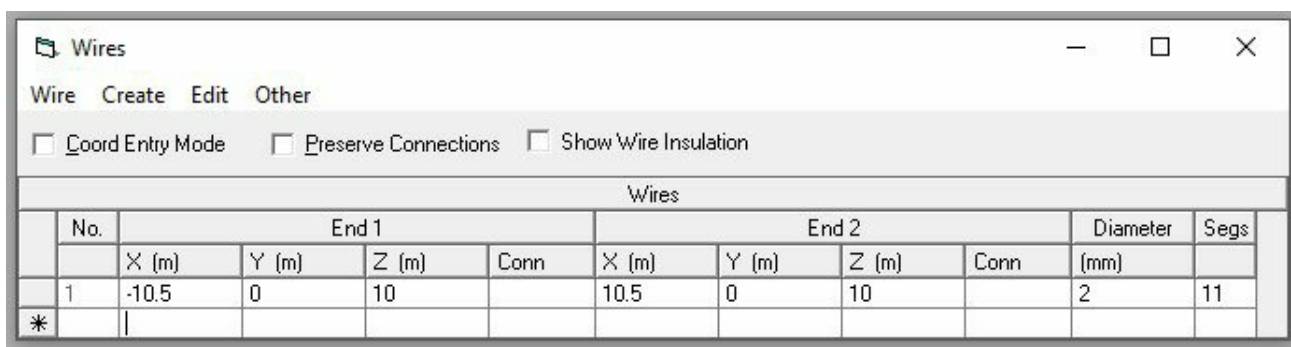 Wires
Wire Create Edit Other
Coord Entry Mode Preserve Connections Show Wire Insulation
Wires
No. End 1 End 2 Diameter Segs
X (m) Y (m) Z (m) Conn X (m) Y (m) Z (m) Conn (mm)
1 -10.5 0 10 10.5 0 10 2 11
*